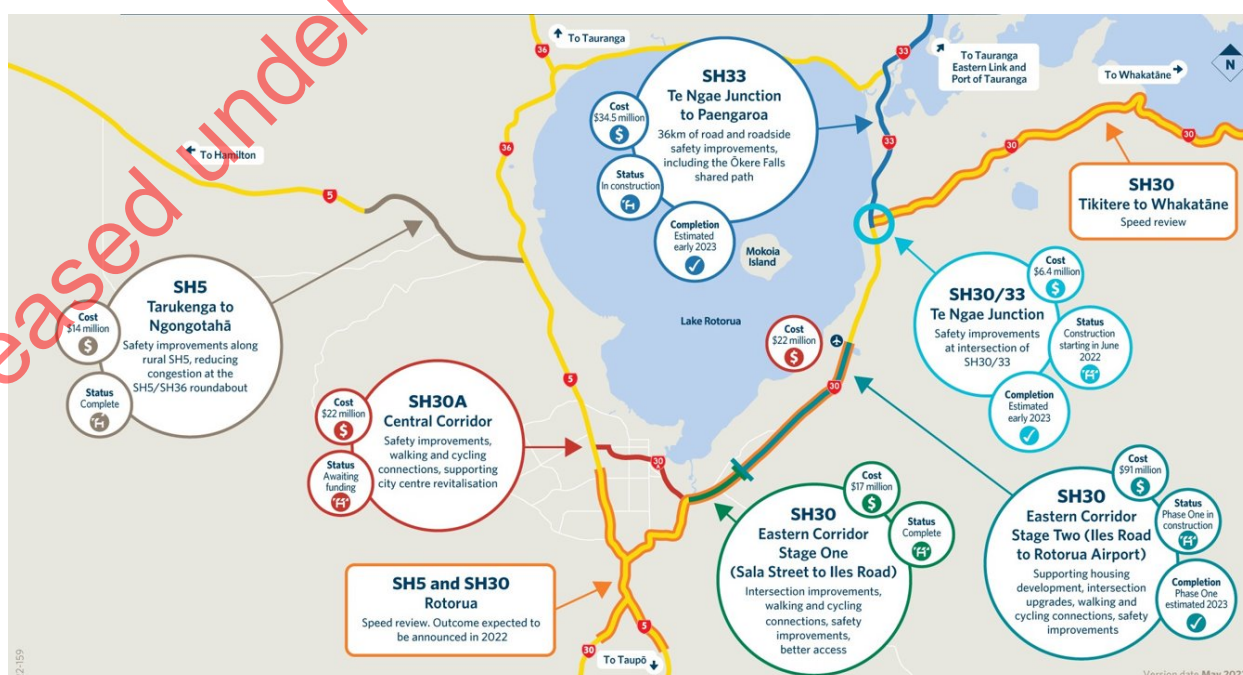 eased under
To Tauranga
36
33
To Tauranga
Eastern Link and
Port of Tauranga
To Whakatāne
N
SH33
Te Ngae Junction
to Paengaroa
36km of road and roadside
safety improvements,
including the Ōkere Falls
shared path
Cost
$34.5 million
$
Status
In construction
Completion
Estimated
early 2023
36
33
30
30
To Hamilton
5
SH30
Tikitere to Whakatāne
Speed review
Mokoia
Island
Lake Rotorua
SH5
Tarukenga to
Ngongotahā
Safety improvements along
rural SH5, reducing
congestion at the
SH5/SH36 roundabout
Cost
$14 million
$
Status
Complete
SH30/33
Te Ngae Junction
Safety improvements
at intersection of
SH30/33
Cost
$6.4 million
$
Status
Construction
starting in June
2022
Completion
Estimated
early 2023
Cost
$22 million
$
5
30
SH30A
Central Corridor
Safety improvements,
walking and cycling
connections, supporting
city centre revitalisation
Cost
$22 million
$
Status
Awaiting
funding
30
SH30
Eastern Corridor
Stage One
(Sala Street to Iles Road)
Intersection improvements,
walking and cycling
connections, safety
improvements,
better access
Cost
$17 million
$
Status
Complete
SH30
Eastern Corridor
Stage Two (Iles Road
to Rotorua Airport)
Supporting housing
development, intersection
upgrades, walking and
cycling connections, safety
improvements
Cost
$91 million
$
Status
Phase One in
construction
Completion
Phase One
estimated 2023
SH5 and SH30
Rotorua
Speed review. Outcome expected to
be announced in 2022
5
30
To Taupō
2-159
Version date May